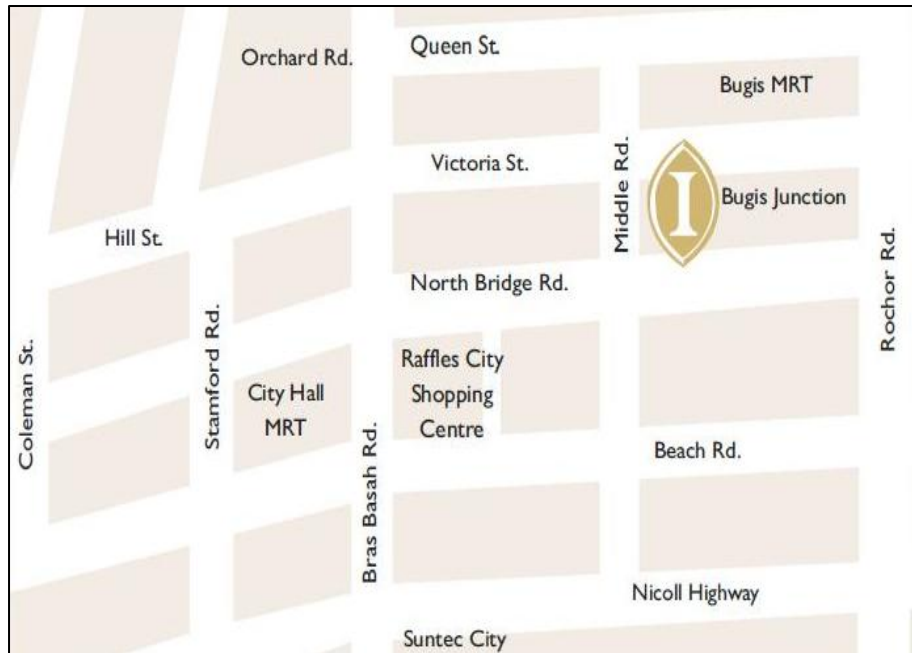 Queen St.
Orchard Rd.
Bugis MRT
Victoria St.
Middle Rd.
I
Bugis Junction
Hill St.
North Bridge Rd.
Rochor Rd.
Coleman St.
Stamford Rd.
Raffles City
Shopping
Centre
City Hall
MRT
Bras Basah Rd.
Beach Rd.
Nicoll Highway
Suntec City